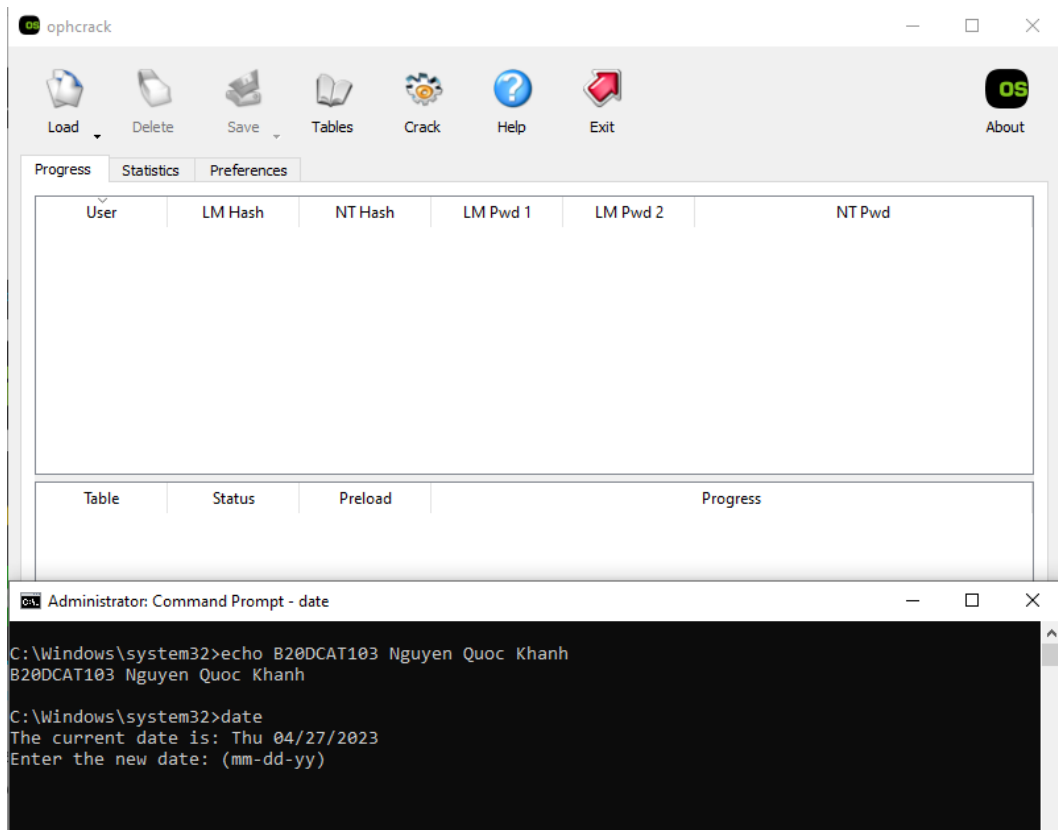 OS ophcrack
Load Delete Save Tables Crack Help Exit OS About
Progress Statistics Preferences
User LM Hash NT Hash LM Pwd 1 LM Pwd 2 NT Pwd
Table Status Preload Progress
C:\. Administrator: Command Prompt - date
C:\Windows\system32>echo B20DCAT103 Nguyen Quoc Khanh
B20DCAT103 Nguyen Quoc Khanh
C:\Windows\system32>date
The current date is: Thu 04/27/2023
Enter the new date: (mm-dd-yy)